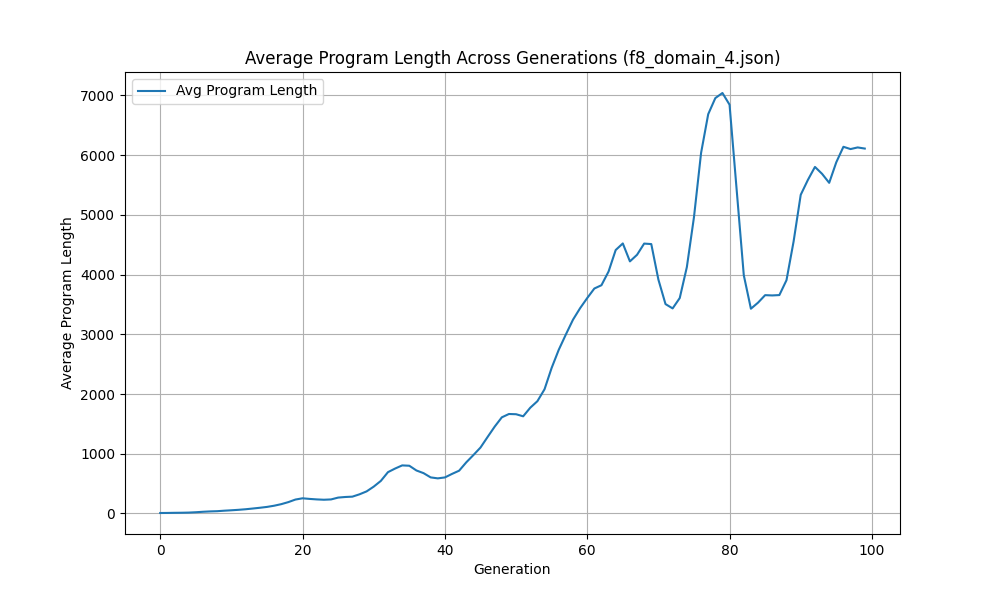 Average Program Length Across Generations (f8_domain_4.json)
Avg Program Length
7000
6000
5000
4000
3000
2000
1000
0
Average Program Length
0 20 40 60 80 100
Generation